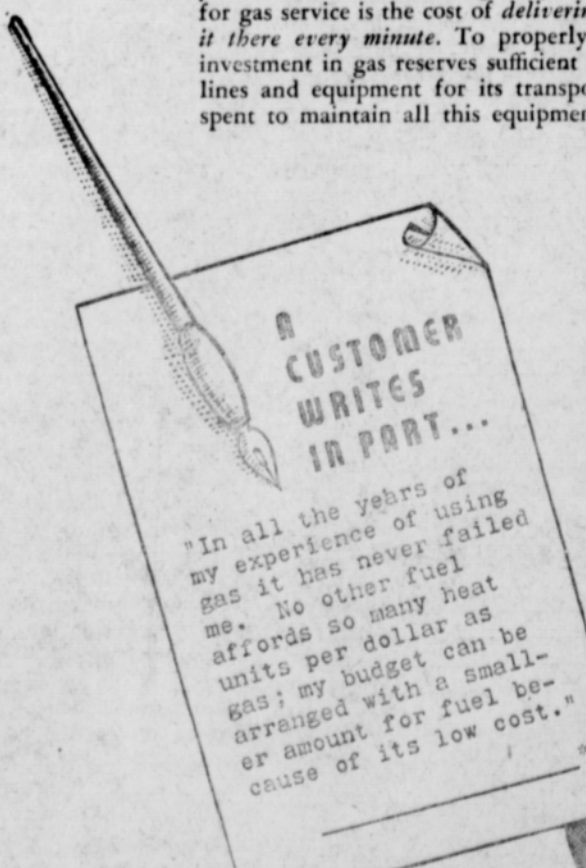 for gas service is the cost of deliverin
it there every minute. To properly
investment in gas reserves sufficient
lines and equipment for its transpo
spent to maintain all this equipmen
A
CUSTOMER
WRITES
IN PART...
"In all the years of
my experience of using
gas it has never failed
me. No other fuel
affords so many heat
units per dollar as
gas; my budget can be
arranged with a small-
er amount for fuel be-
cause of its low cost."